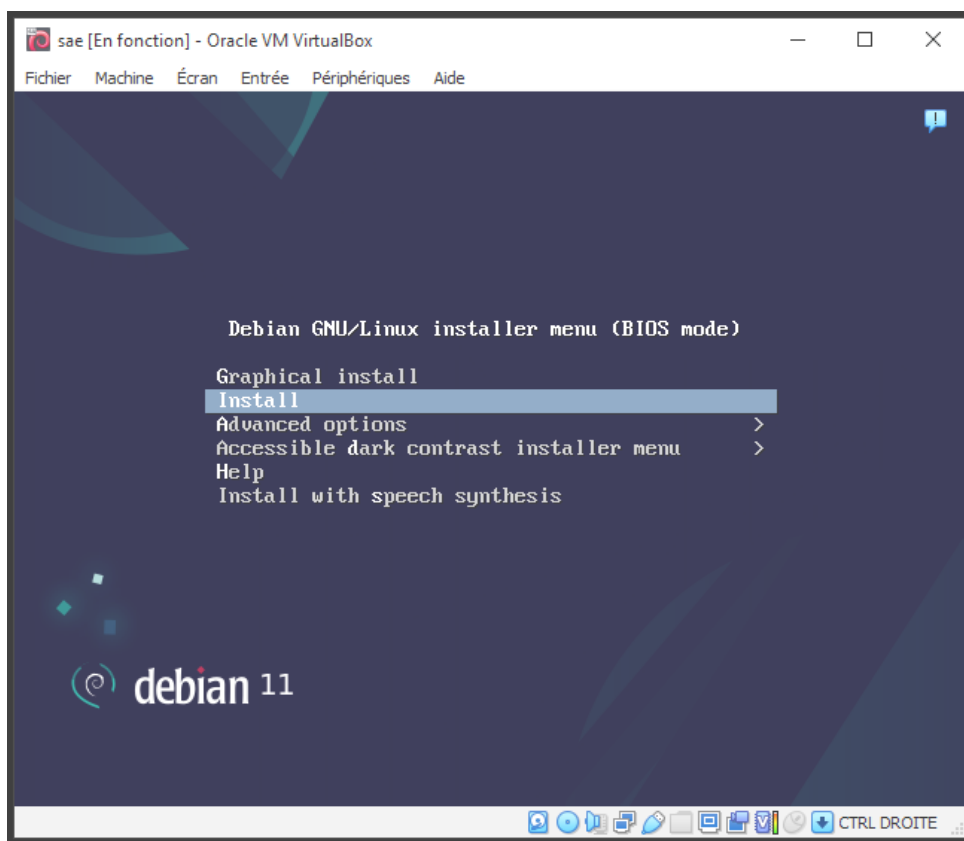 sae [En fonction] - Oracle VM VirtualBox
Fichier Machine Écran Entrée Périphériques Aide
Debian GNU/Linux installer menu (BIOS mode)
Graphical install
Install
Advanced options >
Accessible dark contrast installer menu >
Help
Install with speech synthesis
debian 11
CTRL DROITE